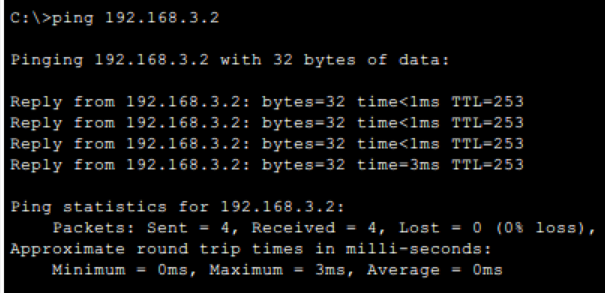 C:\>ping 192.168.3.2
Pinging 192.168.3.2 with 32 bytes of data:
Reply from 192.168.3.2: bytes=32 time<1ms TTL=253
Reply from 192.168.3.2: bytes=32 time<1ms TTL=253
Reply from 192.168.3.2: bytes=32 time<1ms TTL=253
Reply from 192.168.3.2: bytes=32 time=3ms TTL=253
Ping statistics for 192.168.3.2:
Packets: Sent = 4, Received = 4, Lost = 0 (0% loss),
Approximate round trip times in milli-seconds:
Minimum = 0ms, Maximum = 3ms, Average = 0ms